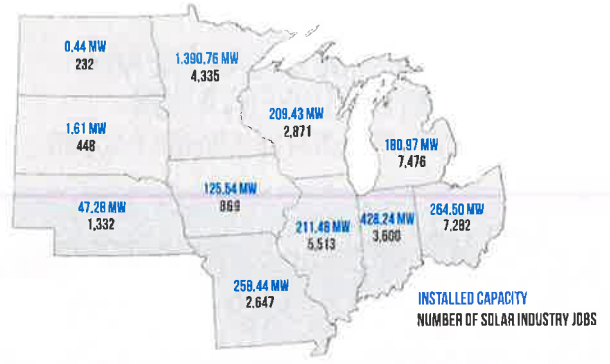 0.44 MW
232
1.390.76 MW
4,335
209.43 MW
2,871
1.61 MW
448
180.97 MW
7,476
47.28 MW
1,332
125.54 MW
869
211.48 MW
5,513
428.24 MW
3,600
264.50 MW
7,282
258.44 MW
2,647
INSTALLED CAPACITY
NUMBER OF SOLAR INDUSTRY JOBS